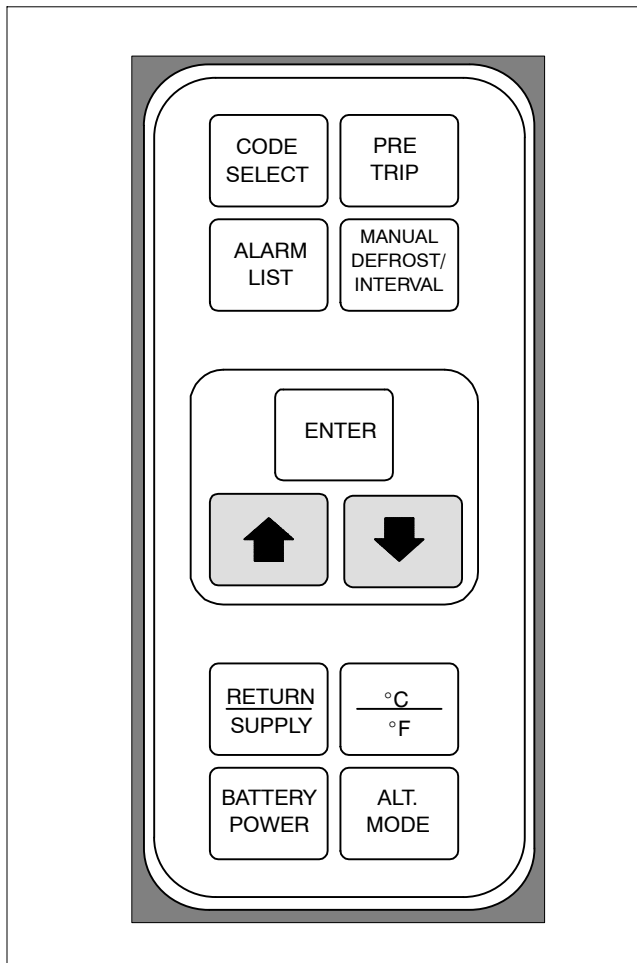 CODE
SELECT
PRE
TRIP
ALARM
LIST
MANUAL
DEFROST/
INTERVAL
ENTER
RETURN
SUPPLY
°C
°F
BATTERY
POWER
ALT.
MODE